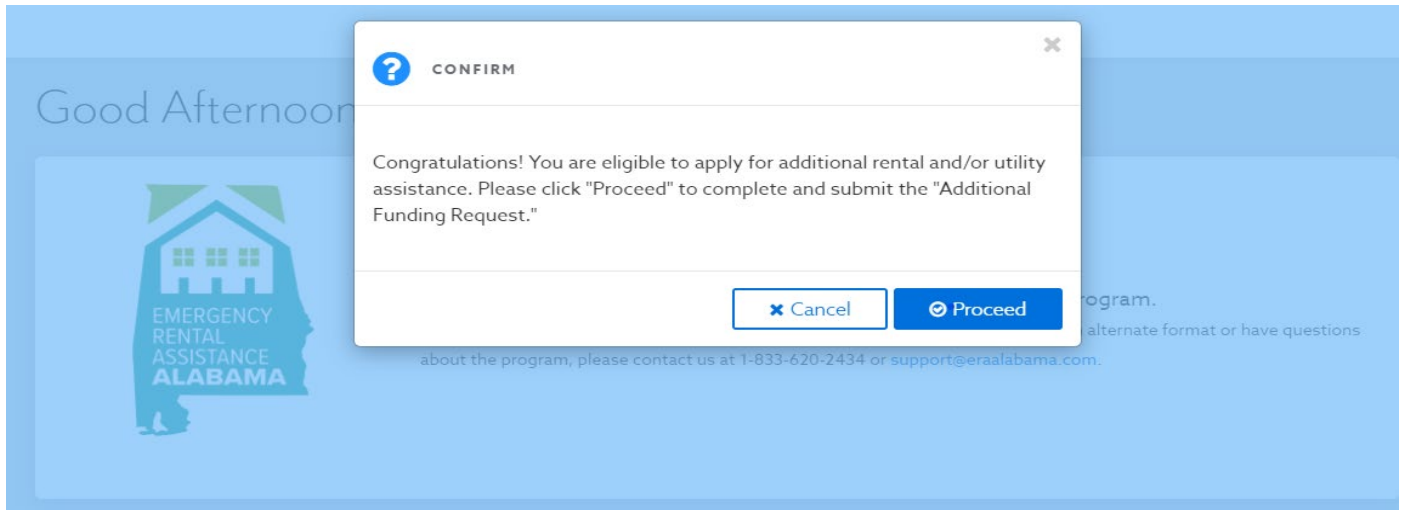 CONFIRM
Good Afternoon
Congratulations! You are eligible to apply for additional rental and/or utility
assistance. Please click "Proceed" to complete and submit the "Additional
Funding Request."
Cancel
Proceed
EMERGENCY
RENTAL
ASSISTANCE
ALABAMA
rogram.
alternate format or have questions
about the program, please contact us at 1-833-620-2434 or support@eraalabama.com.